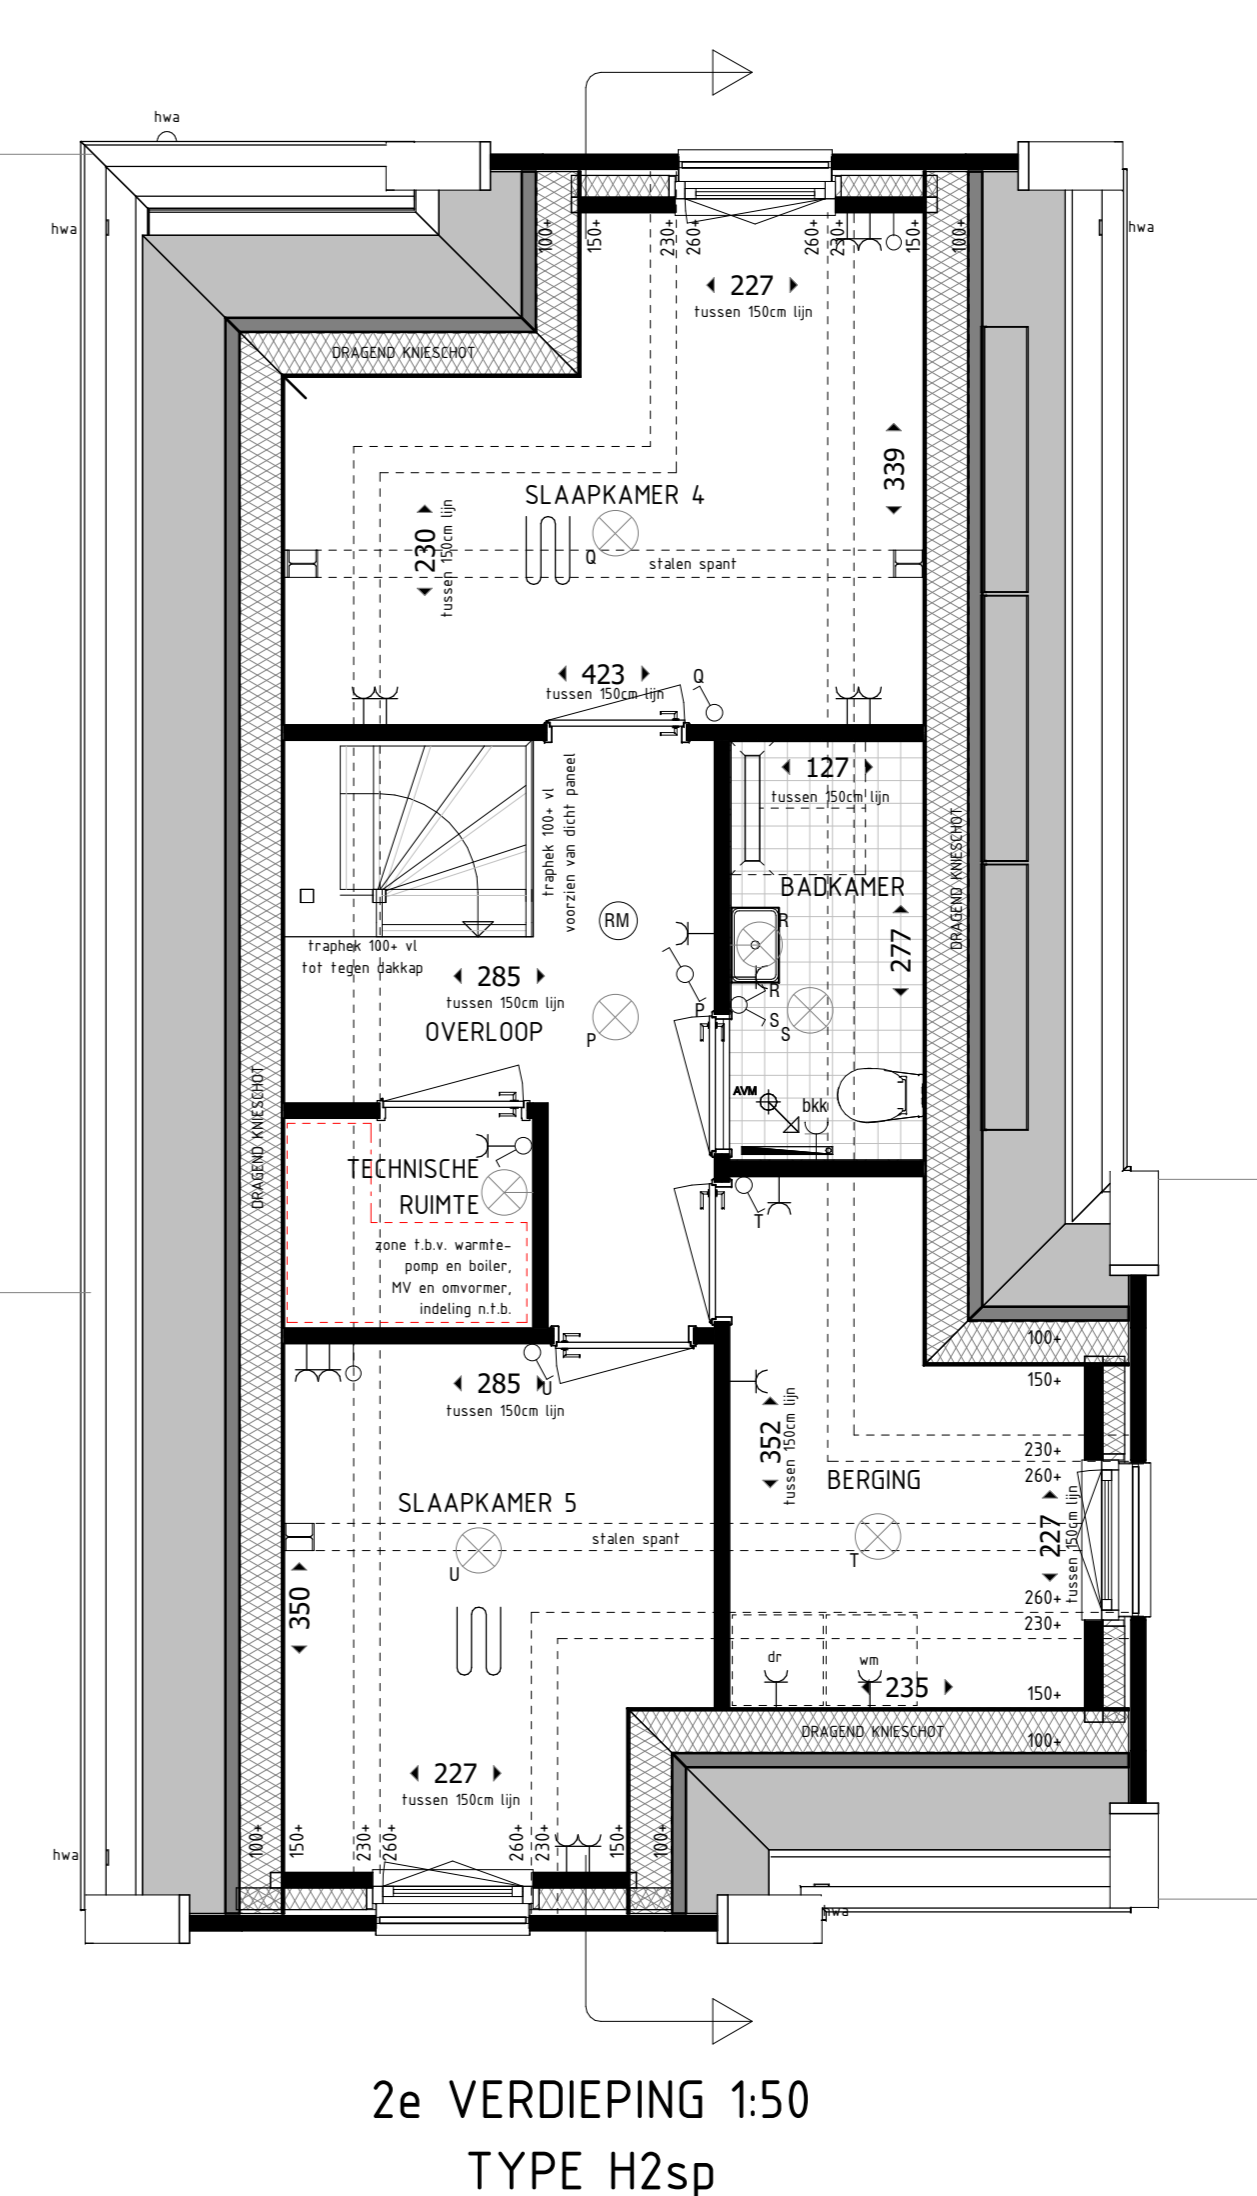 hwa
hwa
hwa
100+
150+
230+
260+
260+
230+
150+
100+
227
tussen 150cm lijn
DRAGEND KNIESCHOT
339
SLAAPKAMER 4
230
tussen 150cm lijn
Q
stalen spant
423
tussen 150cm lijn
Q
traphek 100+ vl
voorzien van dicht paneel
127
tussen 150cm lijn
BADKAMER
DRAGEND KNIESCHOT
RM
R
277
traphek 100+ vl
tot tegen dakkap
285
tussen 150cm lijn
OVERLOOP
P
P
R
S
S
AVM
bkk
DRAGEND KNIESCHOT
TECHNISCHE
RUIMTE
zone t.b.v. warmte-
pomp en boiler,
MV en omvormer,
indeling n.t.b.
T
100+
150+
285
U
tussen 150cm lijn
352
tussen 150cm lijn
230+
260+
BERGING
SLAAPKAMER 5
227
tussen 150cm lijn
stalen spant
T
U
350
260+
230+
dr
wm
235
150+
DRAGEND KNIESCHOT
100+
227
tussen 150cm lijn
100+
150+
230+
260+
260+
230+
150+
100+
hwa
hwa
2e VERDIEPING 1:50
TYPE H2sp